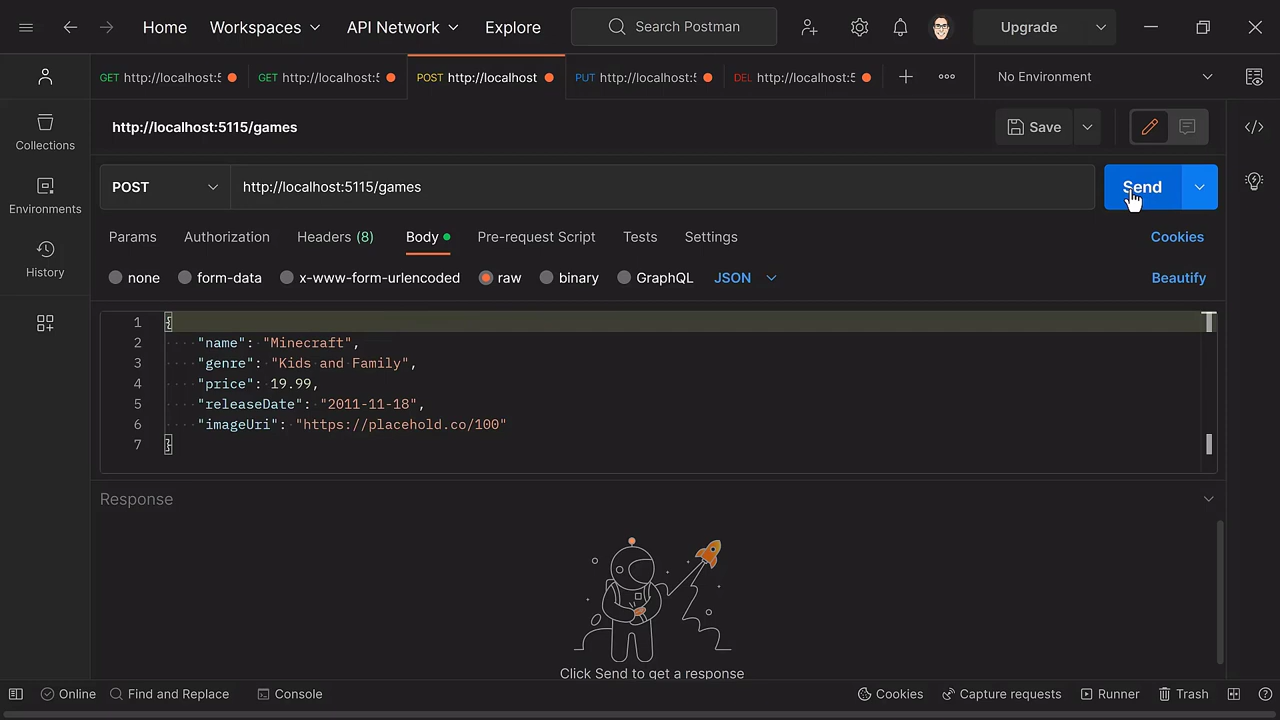 Home Workspaces API Network Explore Search Postman Upgrade
GET http://localhost:5 GET http://localhost:5 POST http://localhost PUT http://localhost:5 DEL http://localhost:5 No Environment
http://localhost:5115/games Save
POST http://localhost:5115/games Send
Params Authorization Headers (8) Body Pre-request Script Tests Settings Cookies
none form-data x-www-form-urlencoded raw binary GraphQL JSON Beautify
Collections
Environments
History
1 {
2 "name": "Minecraft",
3 "genre": "Kids and Family",
4 "price": 19.99,
5 "releaseDate": "2011-11-18",
6 "imageUri": "https://placehold.co/100"
7 }
Response
Click Send to get a response
Online Find and Replace Console Cookies Capture requests Runner Trash